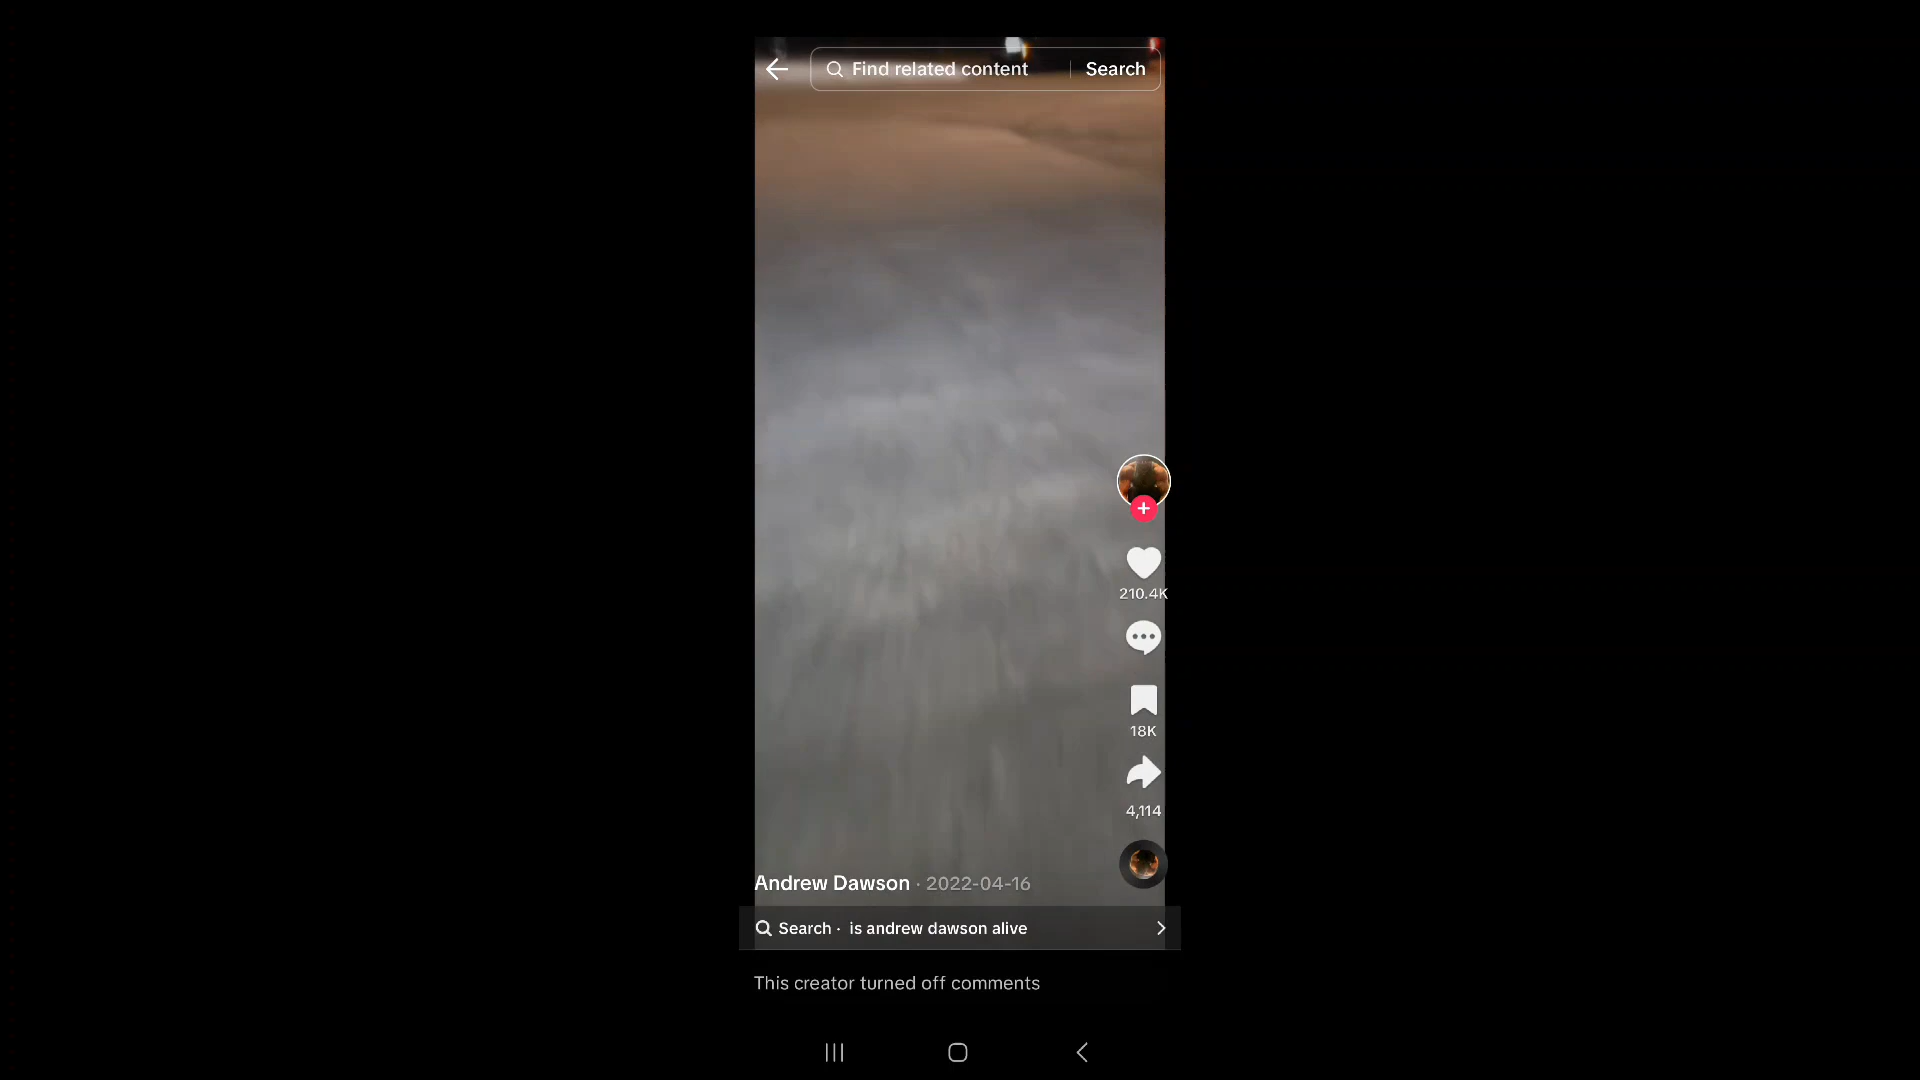 Find related content
Search
210.4K
18K
4,114
Andrew Dawson · 2022-04-16
Search · is andrew dawson alive
This creator turned off comments